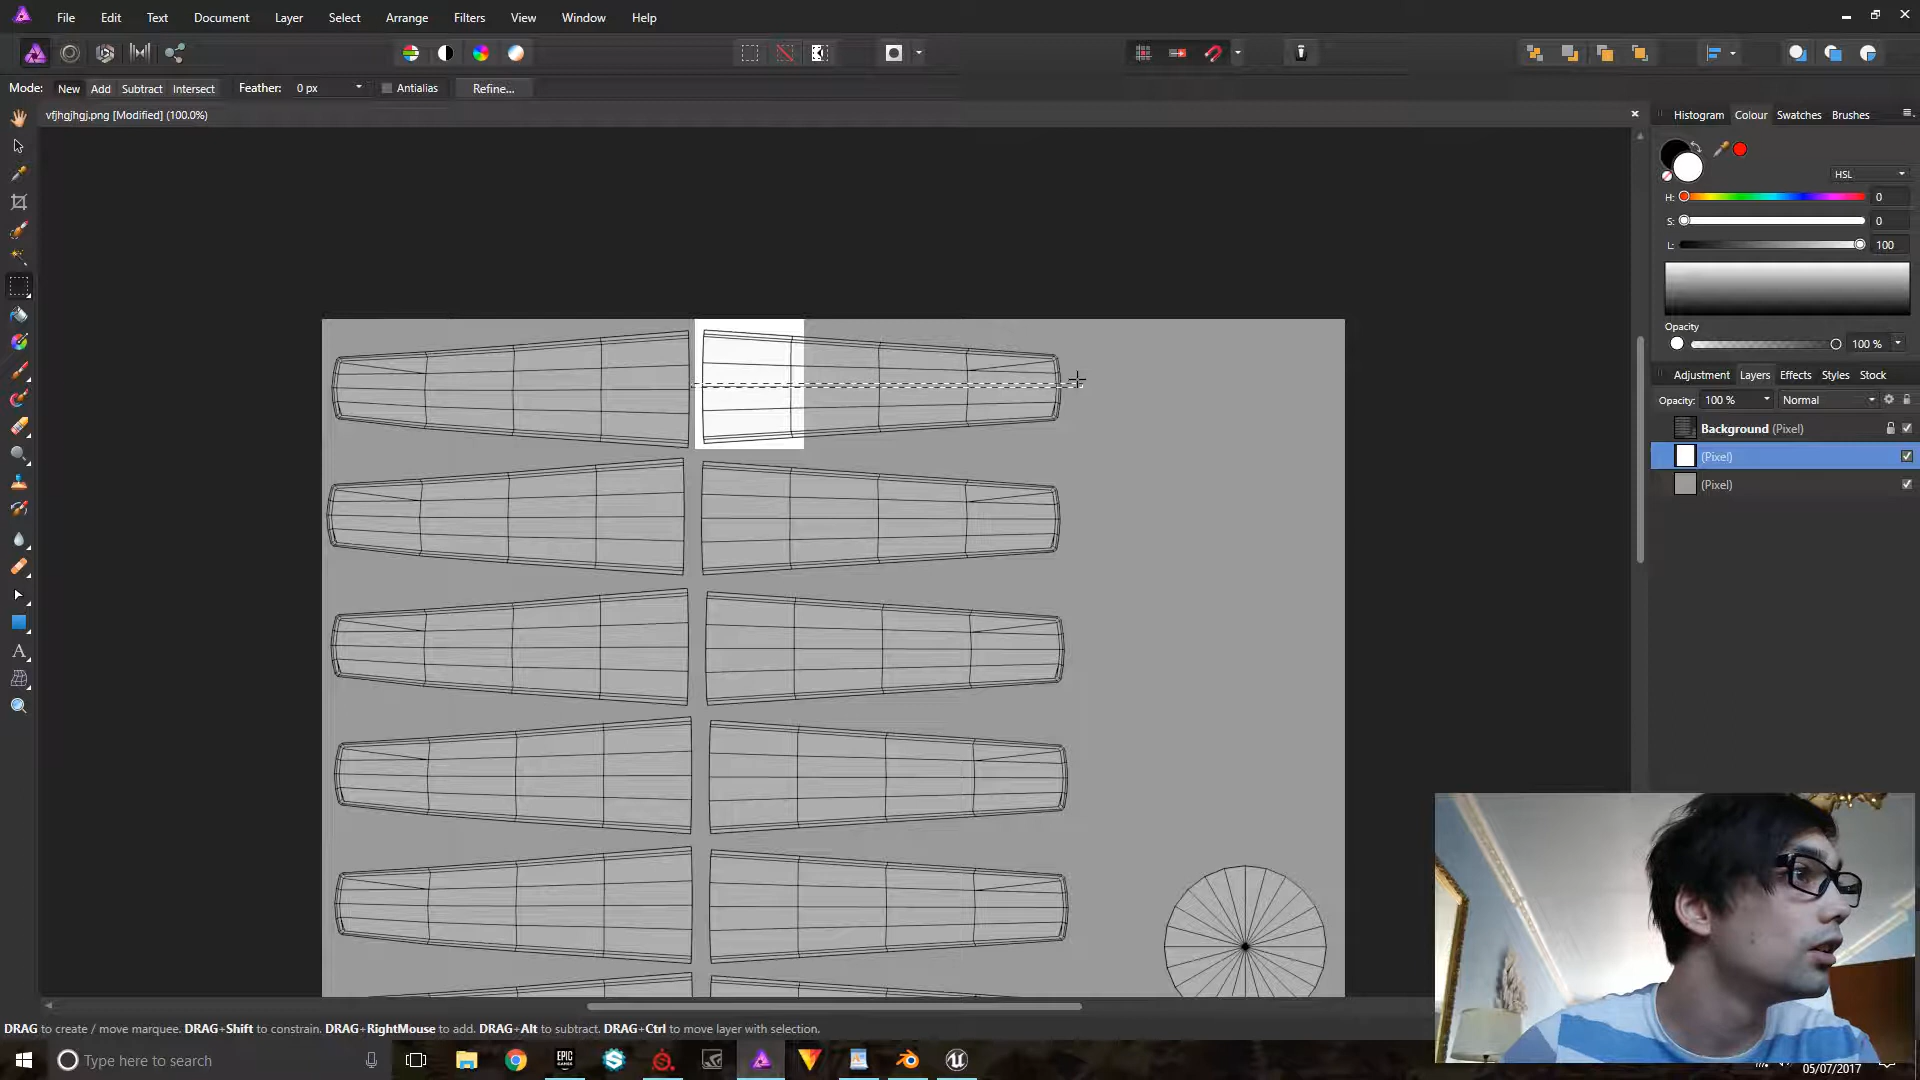 File Edit Text Document Layer Select Arrange Filters View Window Help
Mode: New Add Subtract Intersect Feather: 0 px Antialias Refine...
vfjhgjhgj.png [Modified] (100.0%)
Histogram Colour Swatches Brushes
HSL
H: 0
S: 0
L: 100
Opacity
100 %
Adjustment Layers Effects Styles Stock
Opacity: 100 % Normal
Background (Pixel)
(Pixel)
(Pixel)
A
DRAG to create / move marquee. DRAG+Shift to constrain. DRAG+RightMouse to add. DRAG+Alt to subtract. DRAG+Ctrl to move layer with selection.
Type here to search
EPIC GAMES
05/07/2017